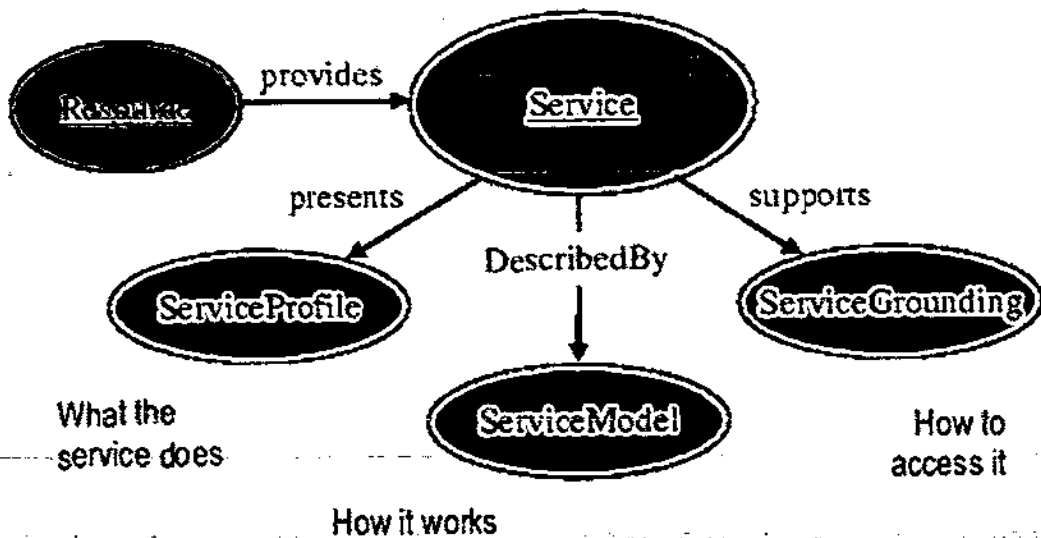 provides
Resource
Service
presents
supports
DescribedBy
ServiceProfile
ServiceGrounding
ServiceModel
What the
service does
How to
access it
How it works